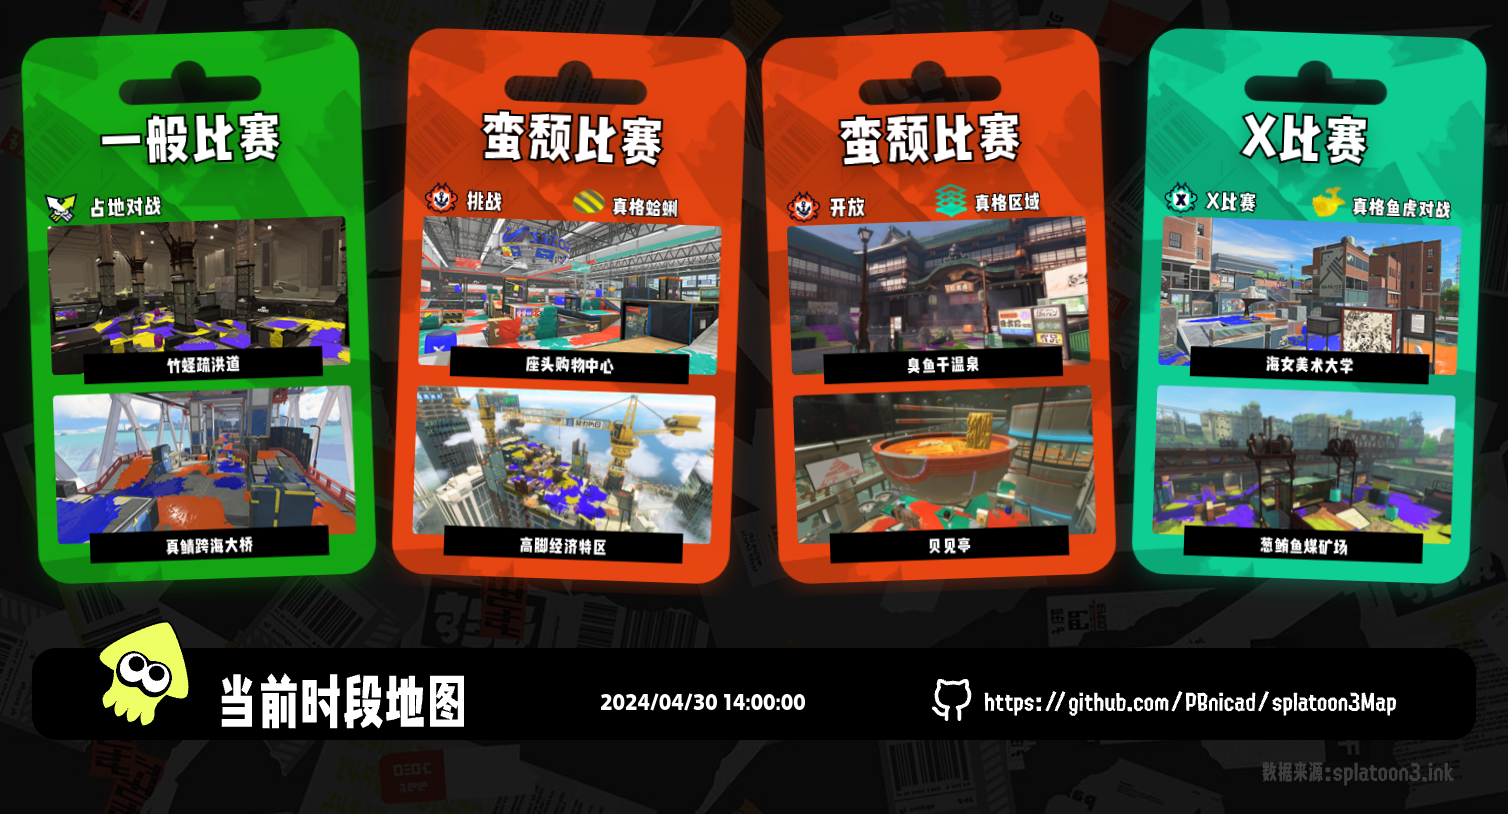 一般比赛
占地对战
竹蛏疏洪道
真鲭跨海大桥
蛮颓比赛
挑战
真格蛤蜊
座头购物中心
高脚经济特区
蛮颓比赛
开放
真格区域
臭鱼干温泉
贝见亭
X比赛
X比赛
真格鱼虎对战
海女美术大学
葱鲔鱼煤矿场
当前时段地图
2024/04/30 14:00:00
https://github.com/PBnicad/splatoon3Map
数据来源:splatoon3.ink